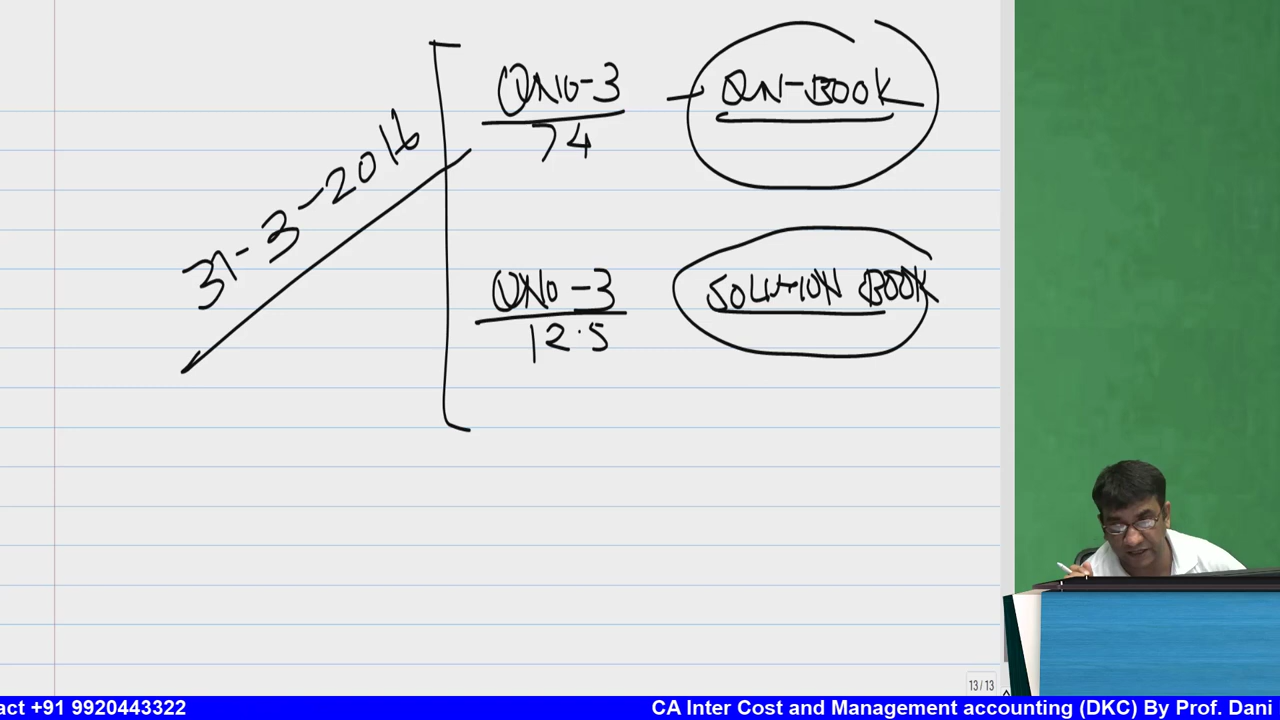 QNO-3 - QN-BOOK
74
31-3-2016
QNO-3 SOLUTION BOOK
12.5
13/13
act +91 9920443322 CA Inter Cost and Management accounting (DKC) By Prof. Dani